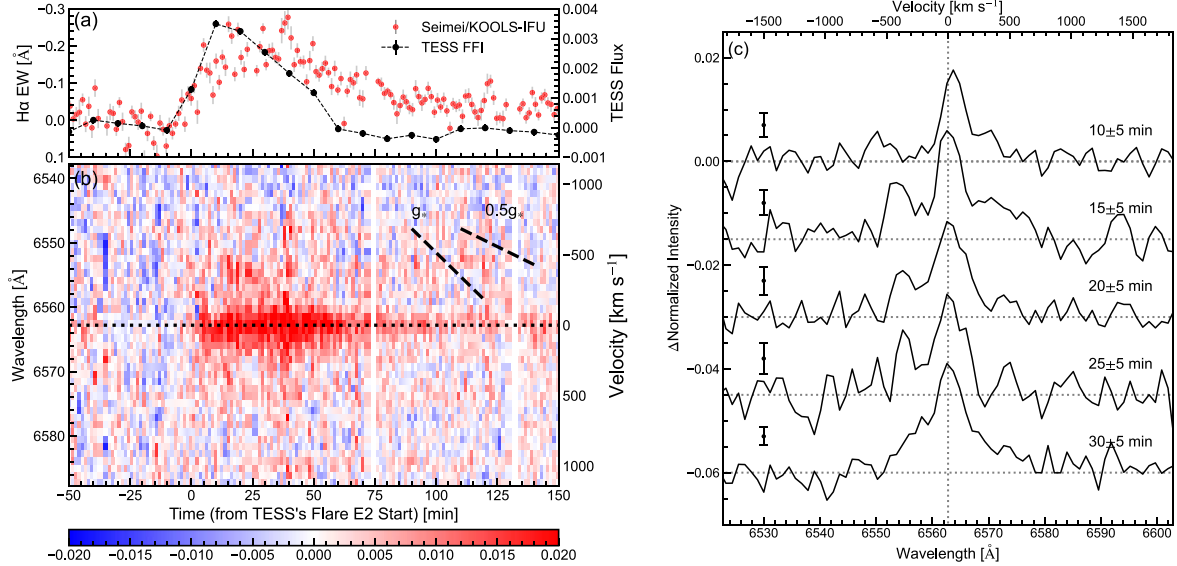 (a)
Seimei/KOOLS-IFU
TESS FFI
Hα EW [Å]
−0.3
−0.2
−0.1
0.0
0.1
TESS Flux
0.004
0.003
0.002
0.001
0.000
−0.001
(b)
g*
0.5g*
Wavelength [Å]
6540
6550
6560
6570
6580
Velocity [km s⁻¹]
−1000
−500
0
500
1000
−50 −25 0 25 50 75 100 125 150
Time (from TESS's Flare E2 Start) [min]
−0.020 −0.015 −0.010 −0.005 0.000 0.005 0.010 0.015 0.020
Velocity [km s⁻¹]
−1500 −1000 −500 0 500 1000 1500
(c)
ΔNormalized Intensity
0.02
0.00
−0.02
−0.04
−0.06
10±5 min
15±5 min
20±5 min
25±5 min
30±5 min
6530 6540 6550 6560 6570 6580 6590 6600
Wavelength [Å]